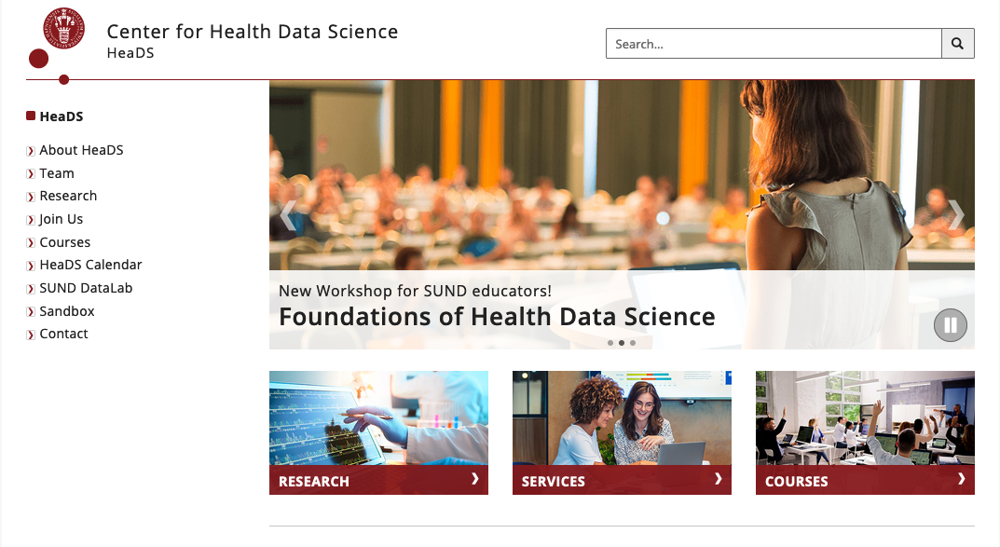 Center for Health Data Science
HeaDS
Search...
HeaDS
About HeaDS
Team
Research
Join Us
Courses
HeaDS Calendar
SUND DataLab
Sandbox
Contact
New Workshop for SUND educators!
Foundations of Health Data Science
RESEARCH
SERVICES
COURSES